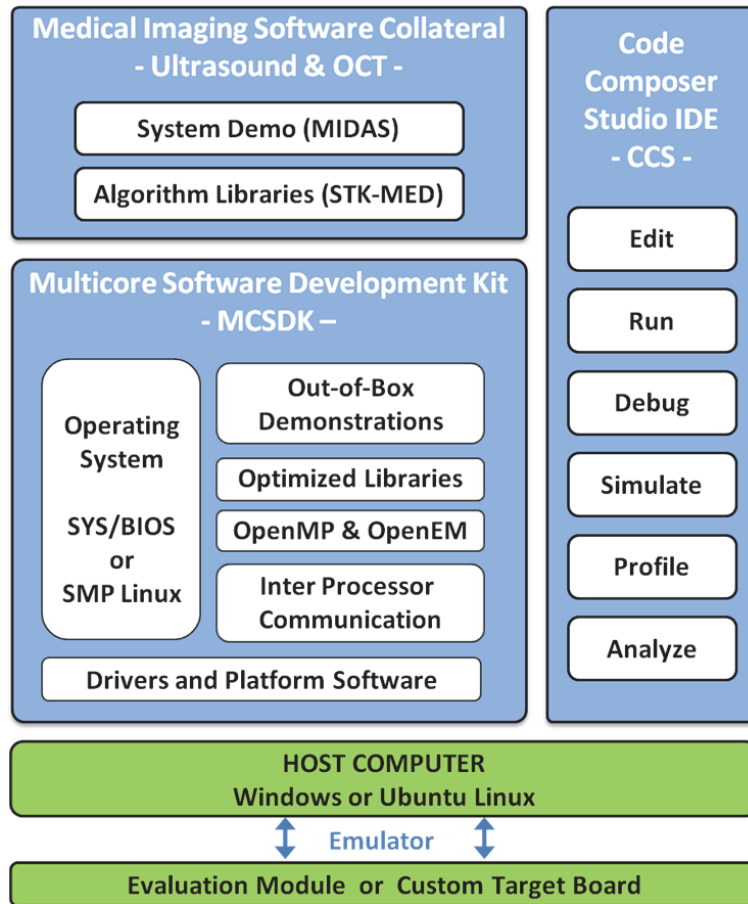 Medical Imaging Software Collateral
- Ultrasound & OCT -
System Demo (MIDAS)
Algorithm Libraries (STK-MED)
Multicore Software Development Kit
- MCSDK –
Operating
System
SYS/BIOS
or
SMP Linux
Out-of-Box
Demonstrations
Optimized Libraries
OpenMP & OpenEM
Inter Processor
Communication
Drivers and Platform Software
Code
Composer
Studio IDE
- CCS -
Edit
Run
Debug
Simulate
Profile
Analyze
HOST COMPUTER
Windows or Ubuntu Linux
Emulator
Evaluation Module or Custom Target Board